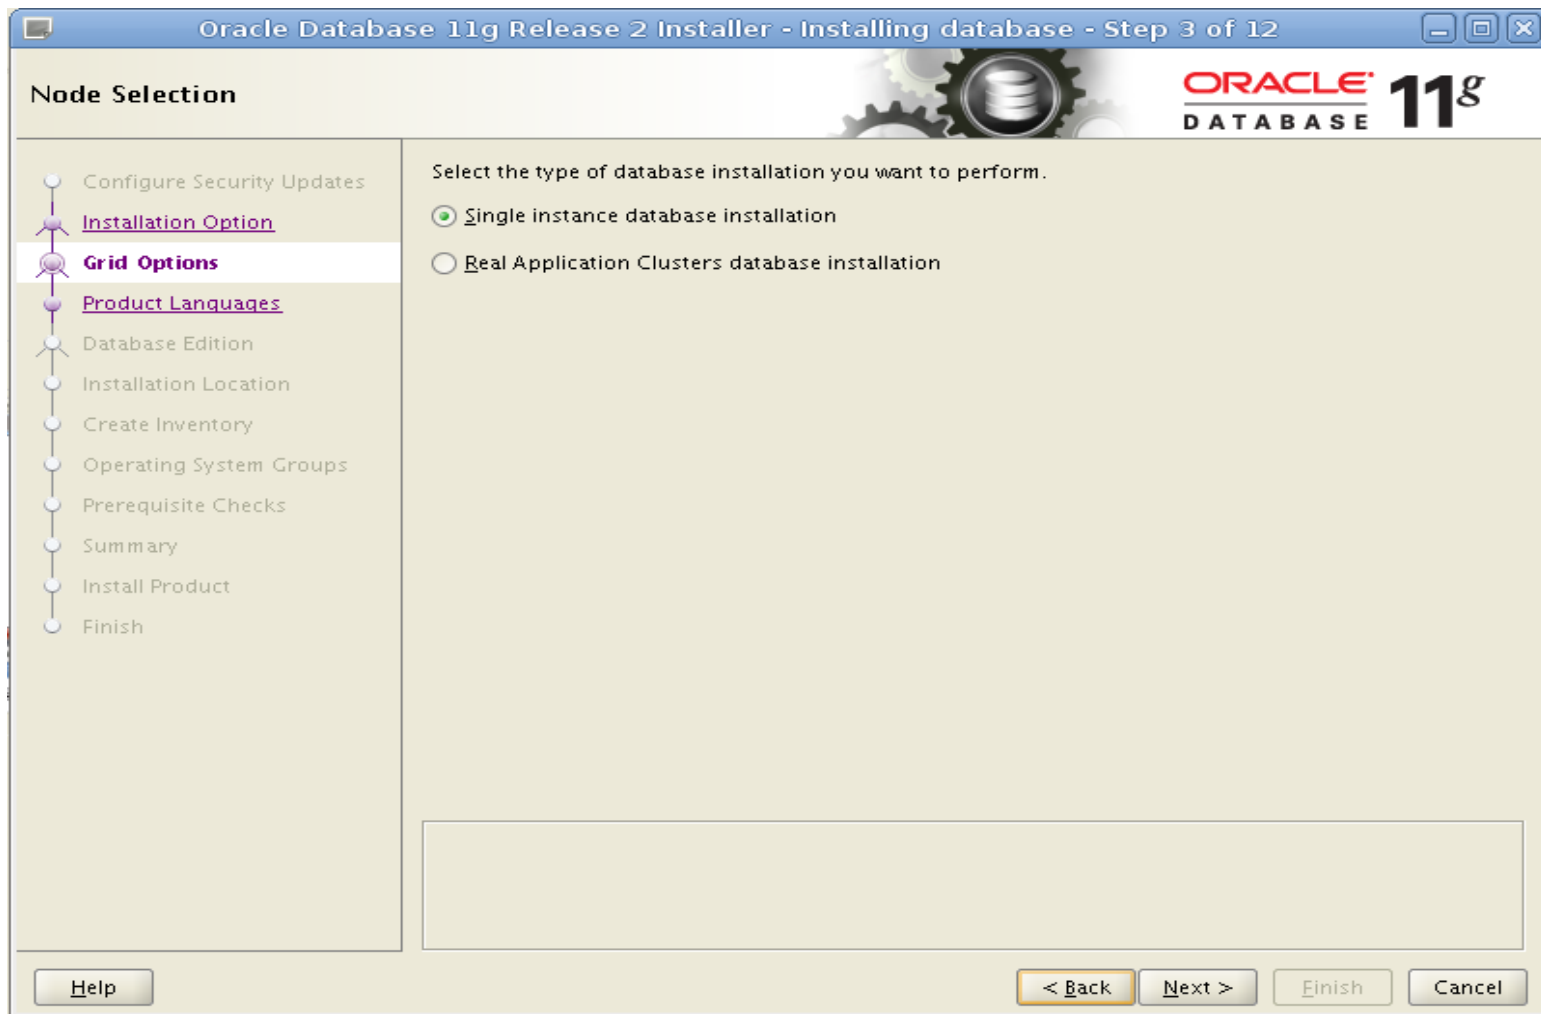 Oracle Database 11g Release 2 Installer - Installing database - Step 3 of 12
Node Selection
ORACLE
DATABASE
11g
Configure Security Updates
Installation Option
Grid Options
Product Languages
Database Edition
Installation Location
Create Inventory
Operating System Groups
Prerequisite Checks
Summary
Install Product
Finish
Select the type of database installation you want to perform.
Single instance database installation
Real Application Clusters database installation
Help
< Back
Next >
Finish
Cancel